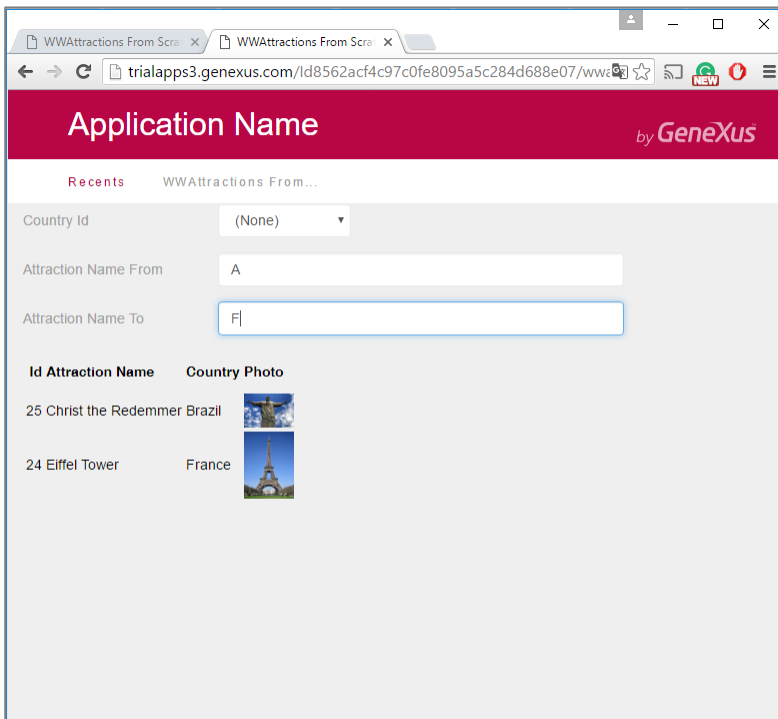 WWAttractions From Scra
WWAttractions From Scra
trialapps3.genexus.com/Id8562acf4c97c0fe8095a5c284d688e07/wwa
NEW
Application Name
by GeneXus
Recents WWAttractions From...
Country Id (None)
Attraction Name From A
Attraction Name To F
Id Attraction Name Country Photo
25 Christ the Redemmer Brazil
24 Eiffel Tower France